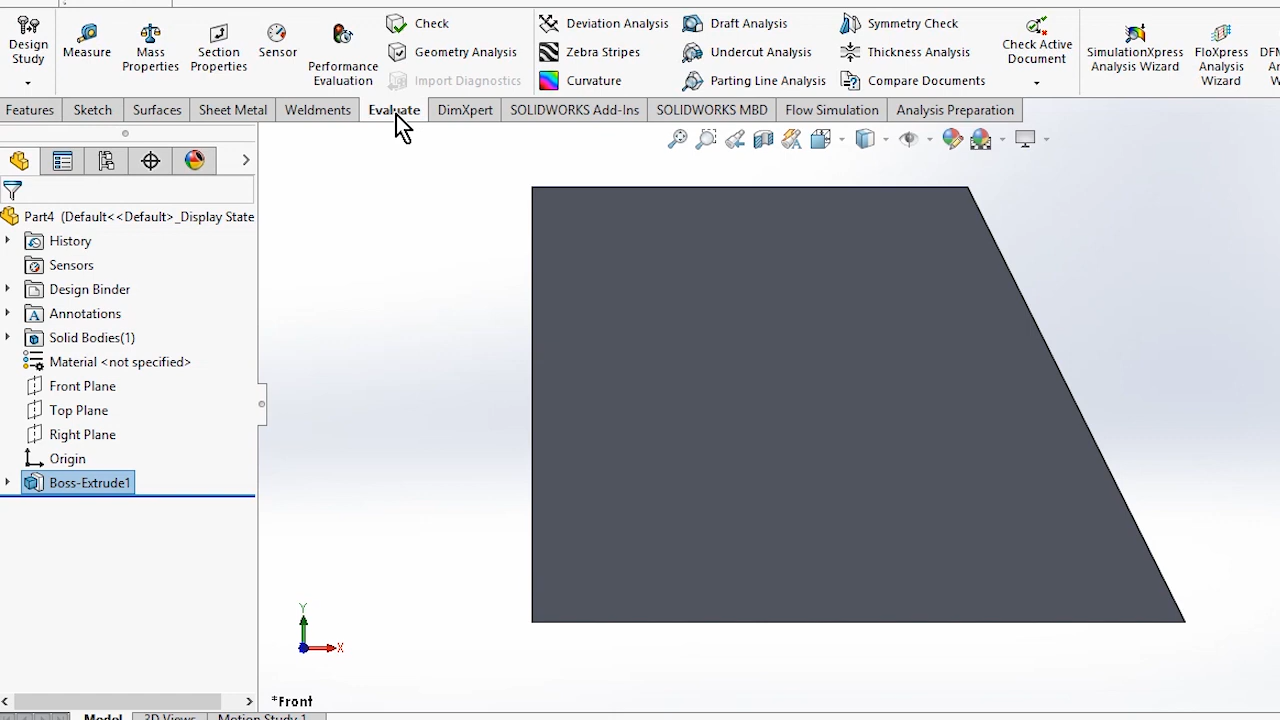 Design Study
Measure
Mass Properties
Section Properties
Sensor
Performance Evaluation
Check
Geometry Analysis
Import Diagnostics
Deviation Analysis
Zebra Stripes
Curvature
Draft Analysis
Undercut Analysis
Parting Line Analysis
Symmetry Check
Thickness Analysis
Compare Documents
Check Active Document
SimulationXpress Analysis Wizard
FloXpress Analysis Wizard
Features
Sketch
Surfaces
Sheet Metal
Weldments
Evaluate
DimXpert
SOLIDWORKS Add-Ins
SOLIDWORKS MBD
Flow Simulation
Analysis Preparation
Part4 (Default<<Default>_Display State
History
Sensors
Design Binder
Annotations
Solid Bodies(1)
Material <not specified>
Front Plane
Top Plane
Right Plane
Origin
Boss-Extrude1
Y
X
*Front
Model
3D Views
Motion Study 1